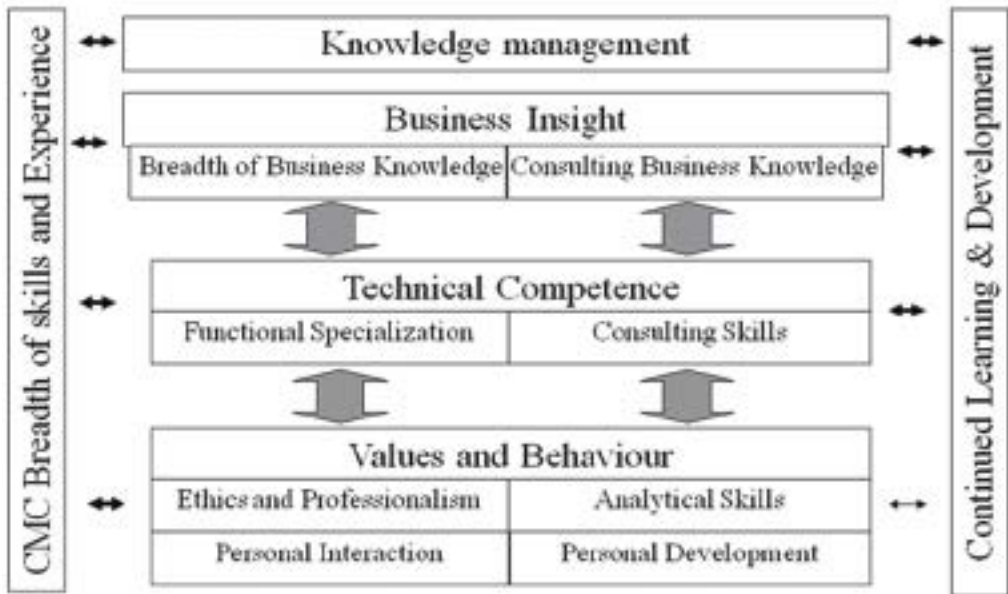 CMC Breadth of skills and Experience
Knowledge management
Business Insight
Breadth of Business Knowledge
Consulting Business Knowledge
Technical Competence
Functional Specialization
Consulting Skills
Values and Behaviour
Ethics and Professionalism
Analytical Skills
Personal Interaction
Personal Development
Continued Learning & Development